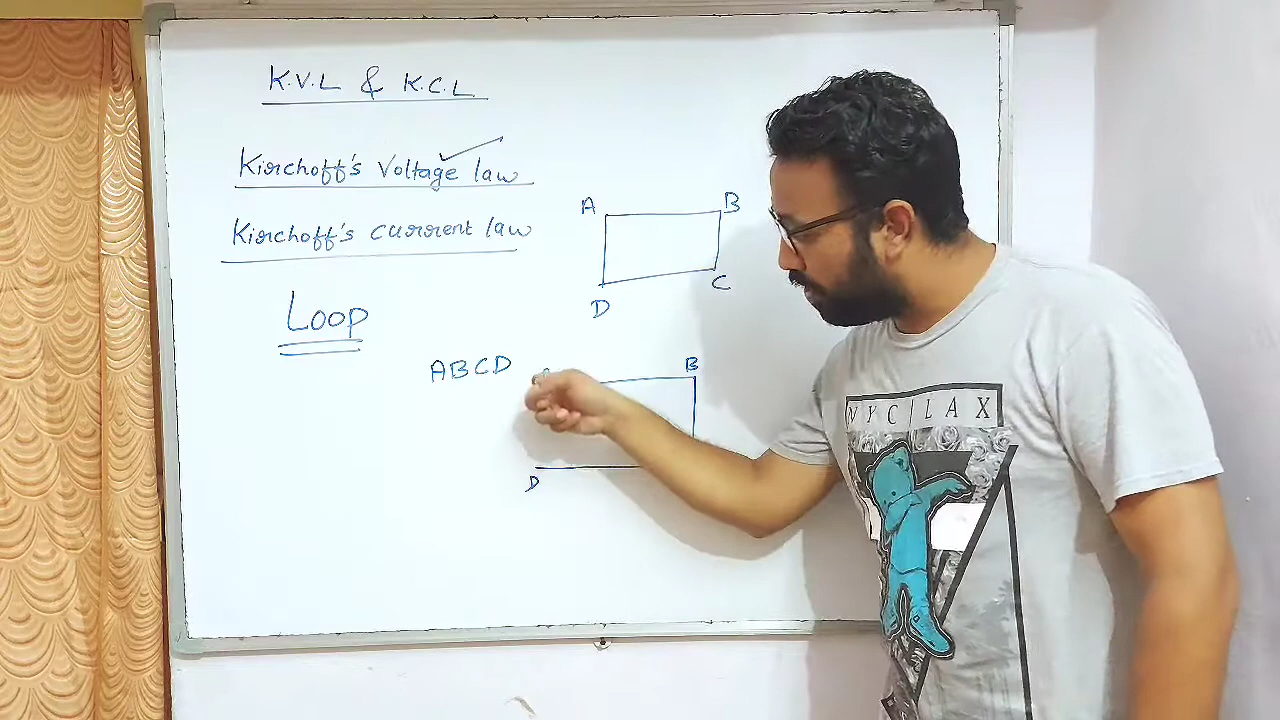 K.V.L & K.C.L
Kirchoff's Voltage law
Kirchoff's current law
Loop
A B
D C
ABCD
B
D
NYC LAX